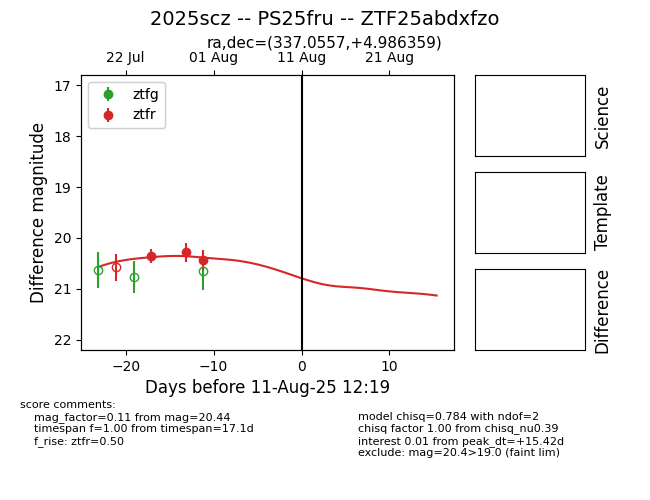 2025scz -- PS25fru -- ZTF25abdxfzo
ra,dec=(337.0557,+4.986359)
22 Jul 01 Aug 11 Aug 21 Aug
ztfg
ztfr
17
18
19
20
21
22
Difference magnitude
−20 −10 0 10
Days before 11-Aug-25 12:19
Science
Template
Difference
score comments:
mag_factor=0.11 from mag=20.44
timespan f=1.00 from timespan=17.1d
f_rise: ztfr=0.50
model chisq=0.784 with ndof=2
chisq factor 1.00 from chisq_nu0.39
interest 0.01 from peak_dt=+15.42d
exclude: mag=20.4>19.0 (faint lim)